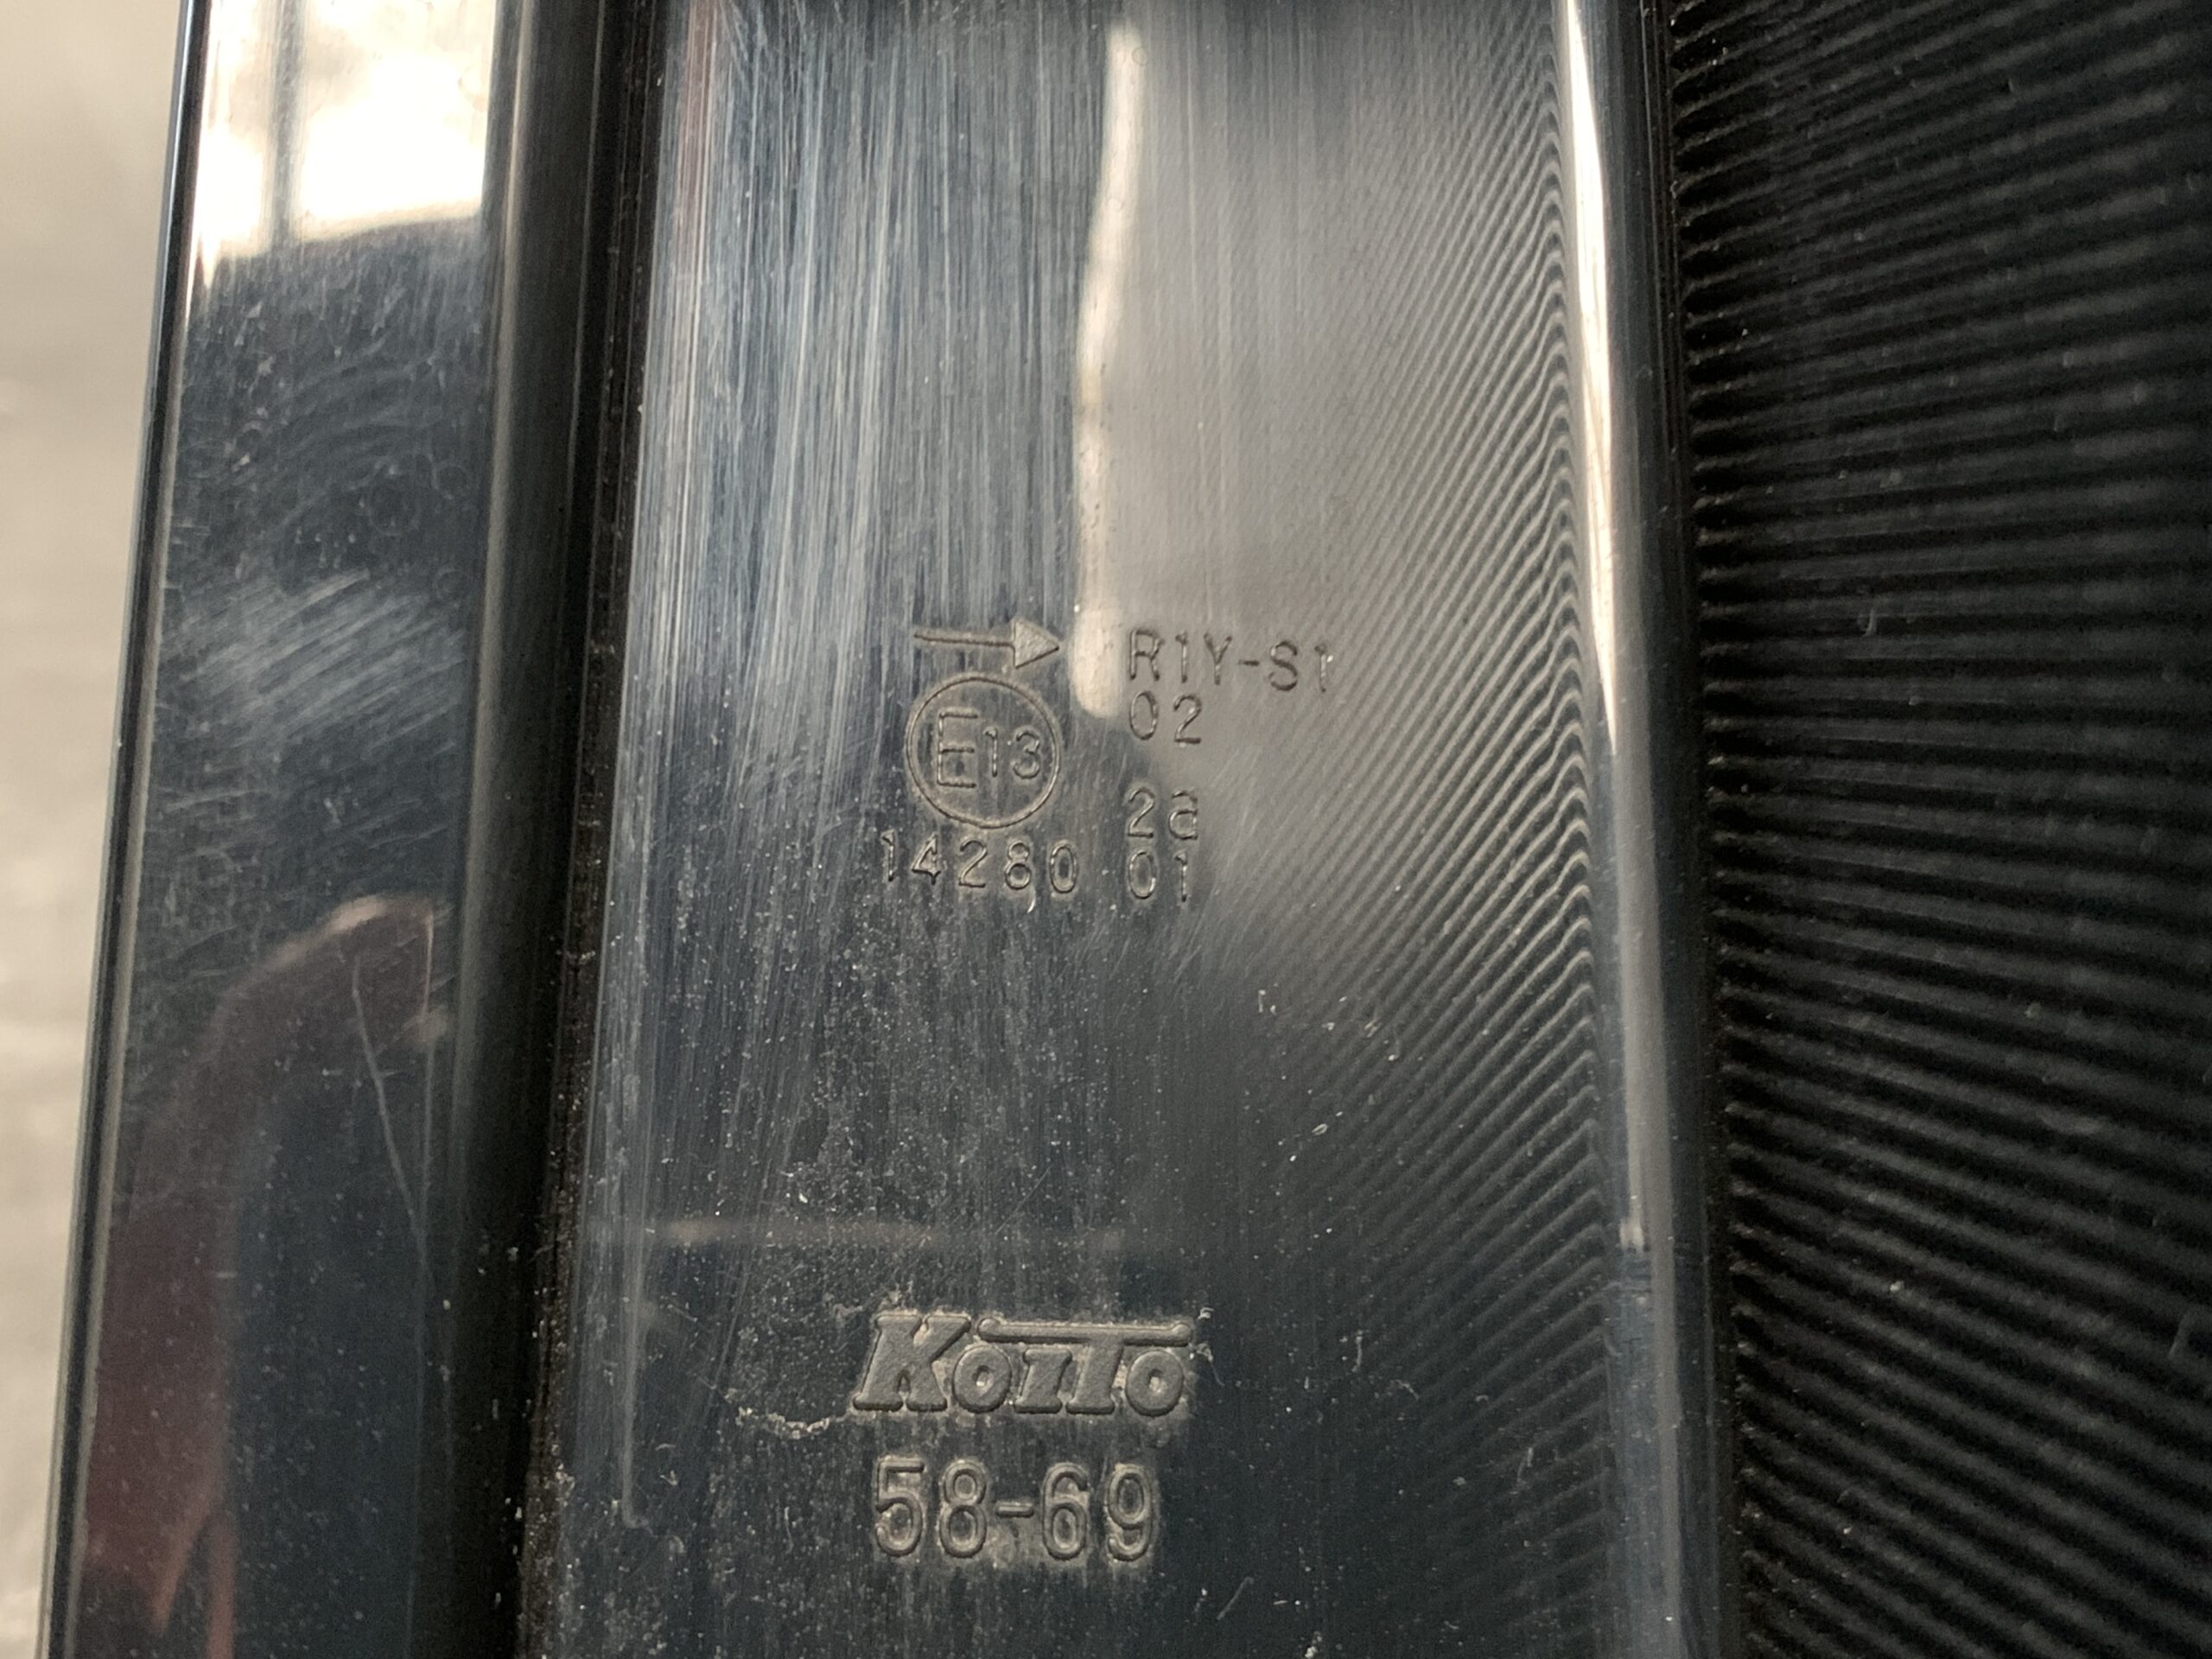 R1Y-S1
02
E13
2a
14280 01
KOITO
58-69